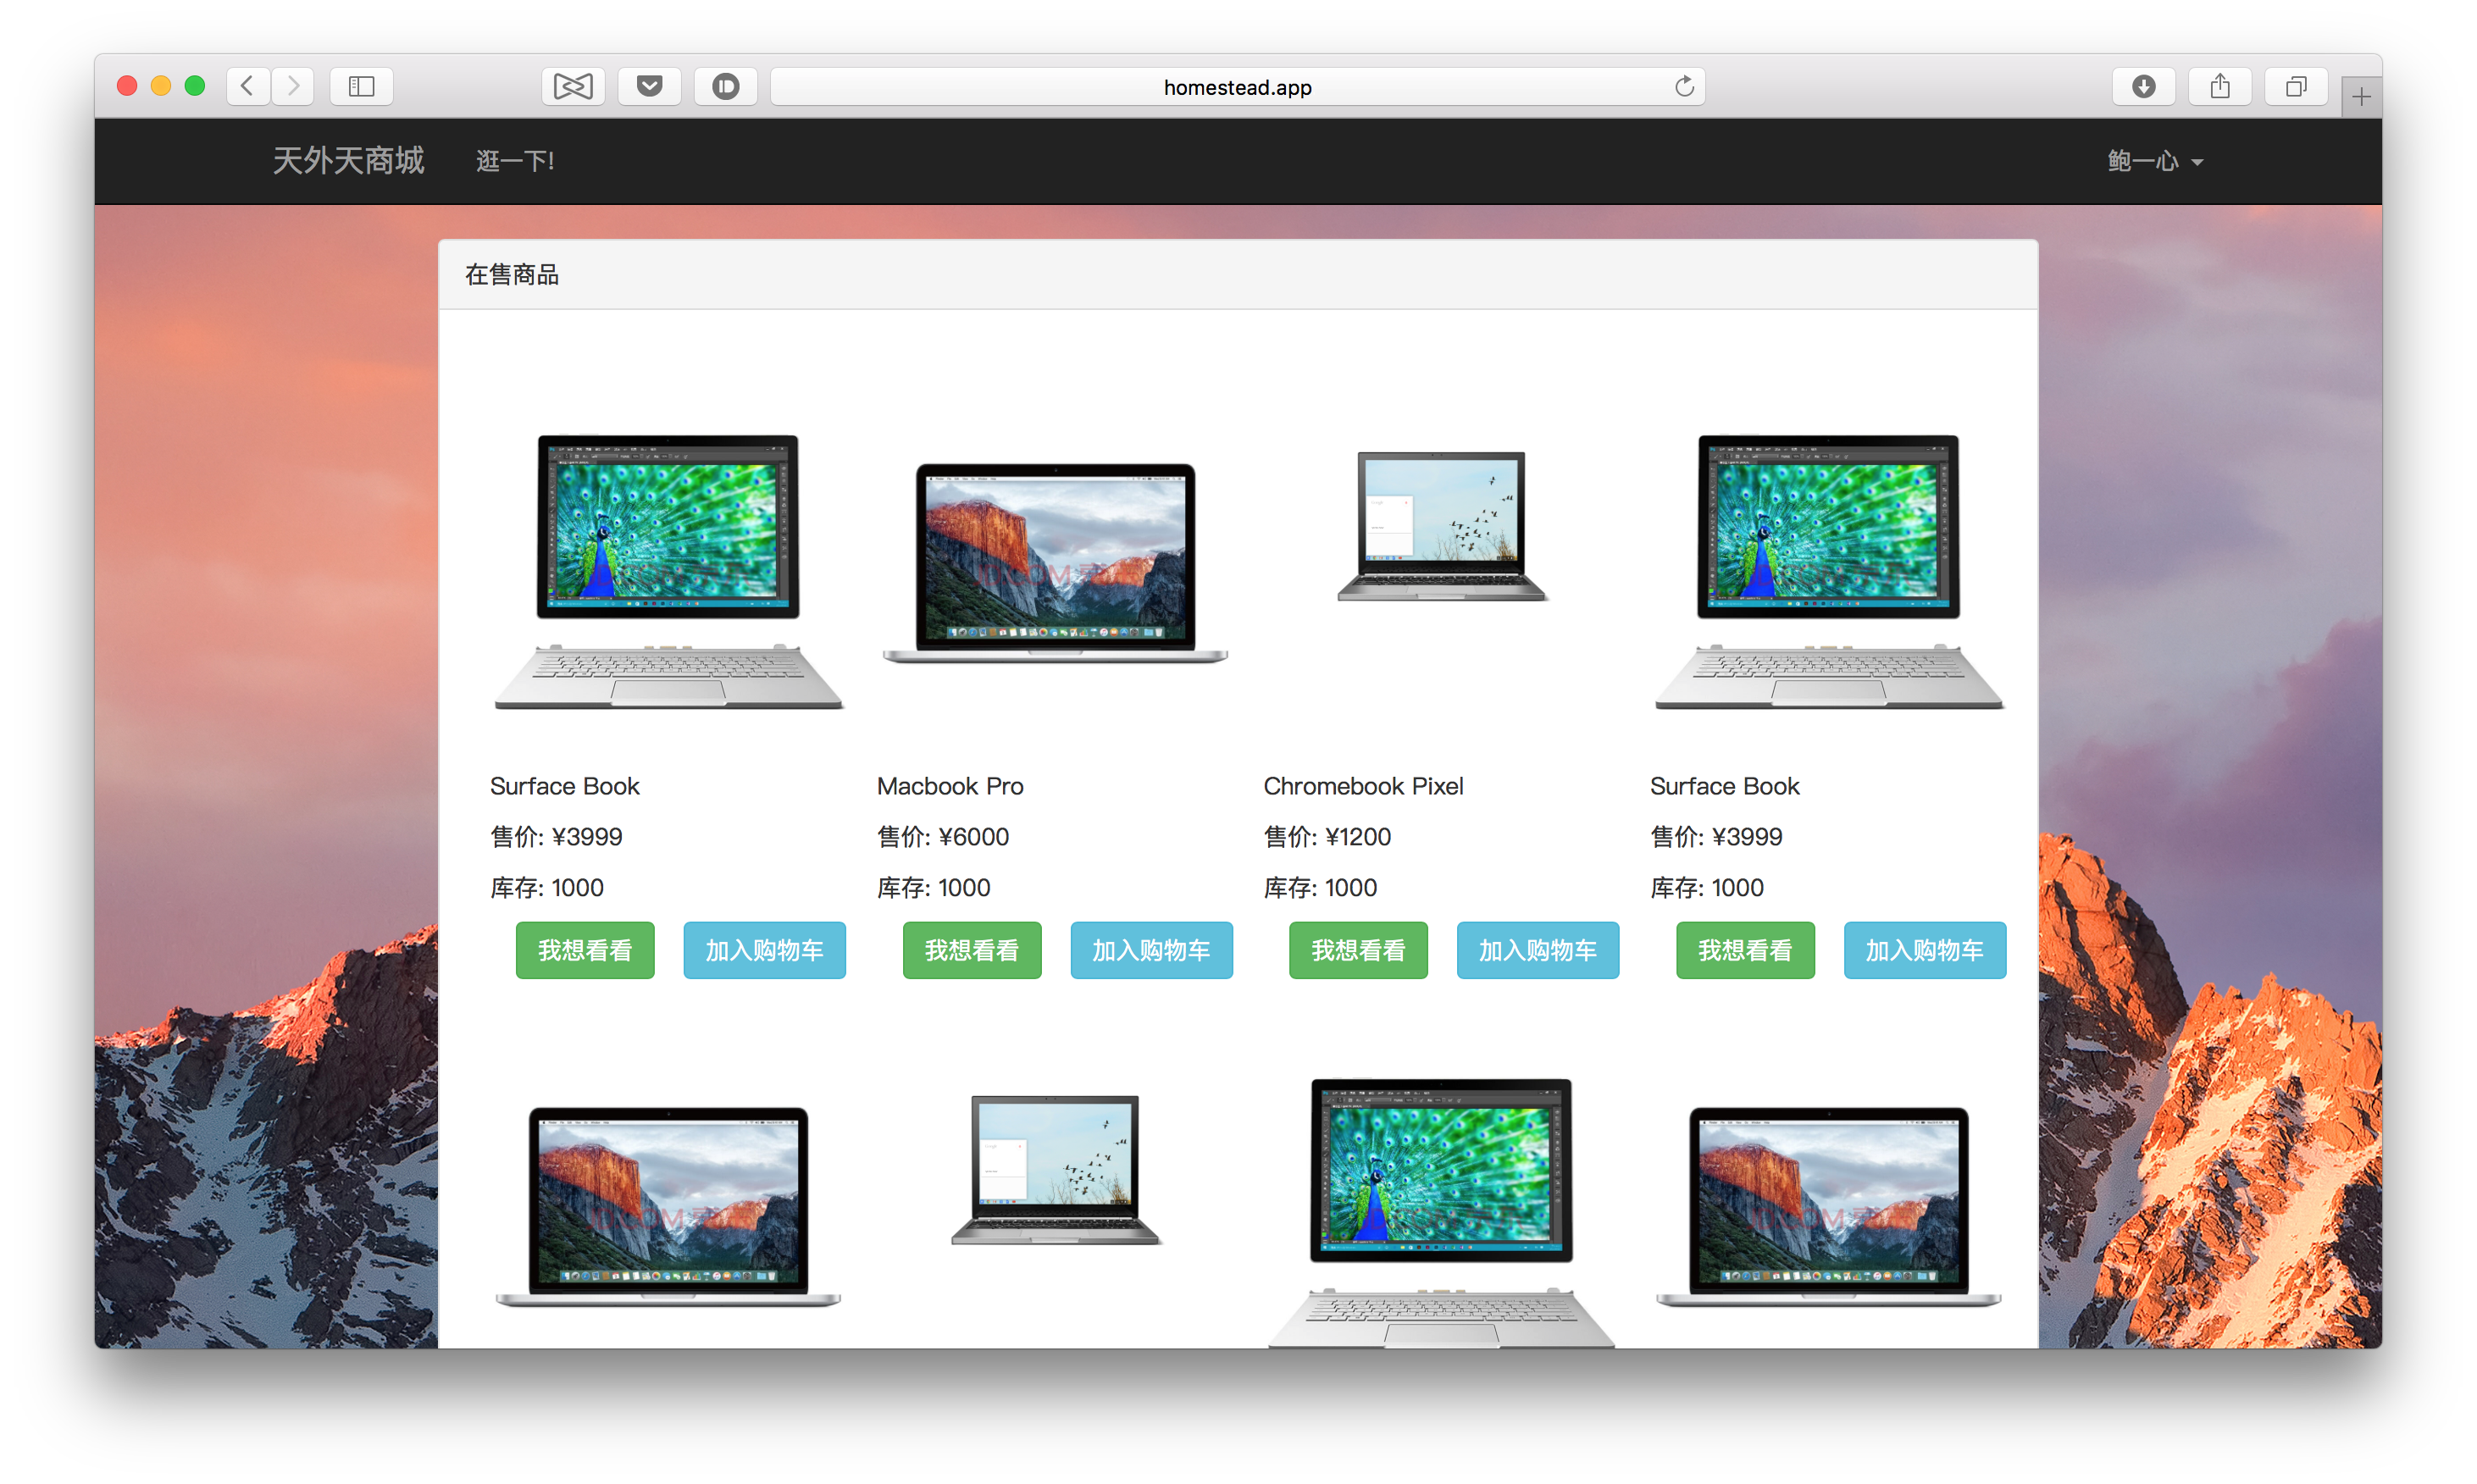 homestead.app
天外天商城 逛一下! 鲍一心
在售商品
Surface Book Macbook Pro Chromebook Pixel Surface Book
售价: ¥3999 售价: ¥6000 售价: ¥1200 售价: ¥3999
库存: 1000 库存: 1000 库存: 1000 库存: 1000
我想看看 加入购物车 我想看看 加入购物车 我想看看 加入购物车 我想看看 加入购物车